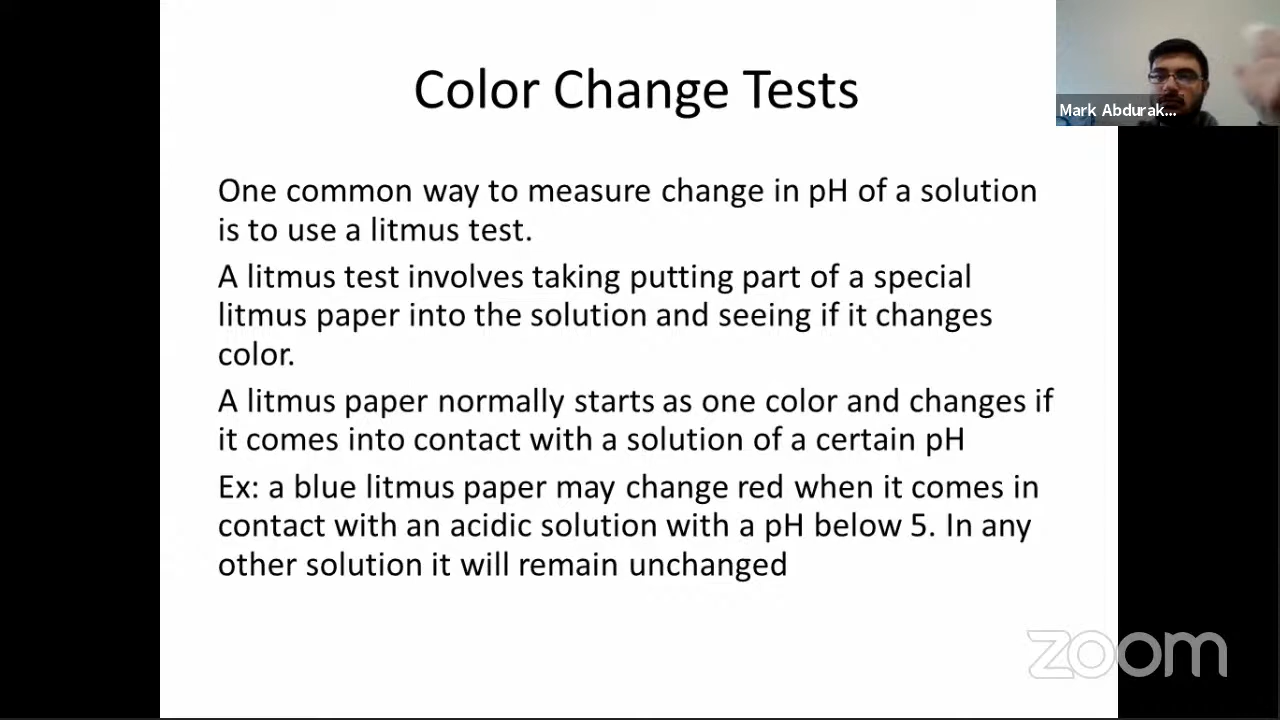 Color Change Tests
Mark Abdurak...
One common way to measure change in pH of a solution
is to use a litmus test.
A litmus test involves taking putting part of a special
litmus paper into the solution and seeing if it changes
color.
A litmus paper normally starts as one color and changes if
it comes into contact with a solution of a certain pH
Ex: a blue litmus paper may change red when it comes in
contact with an acidic solution with a pH below 5. In any
other solution it will remain unchanged
zoom